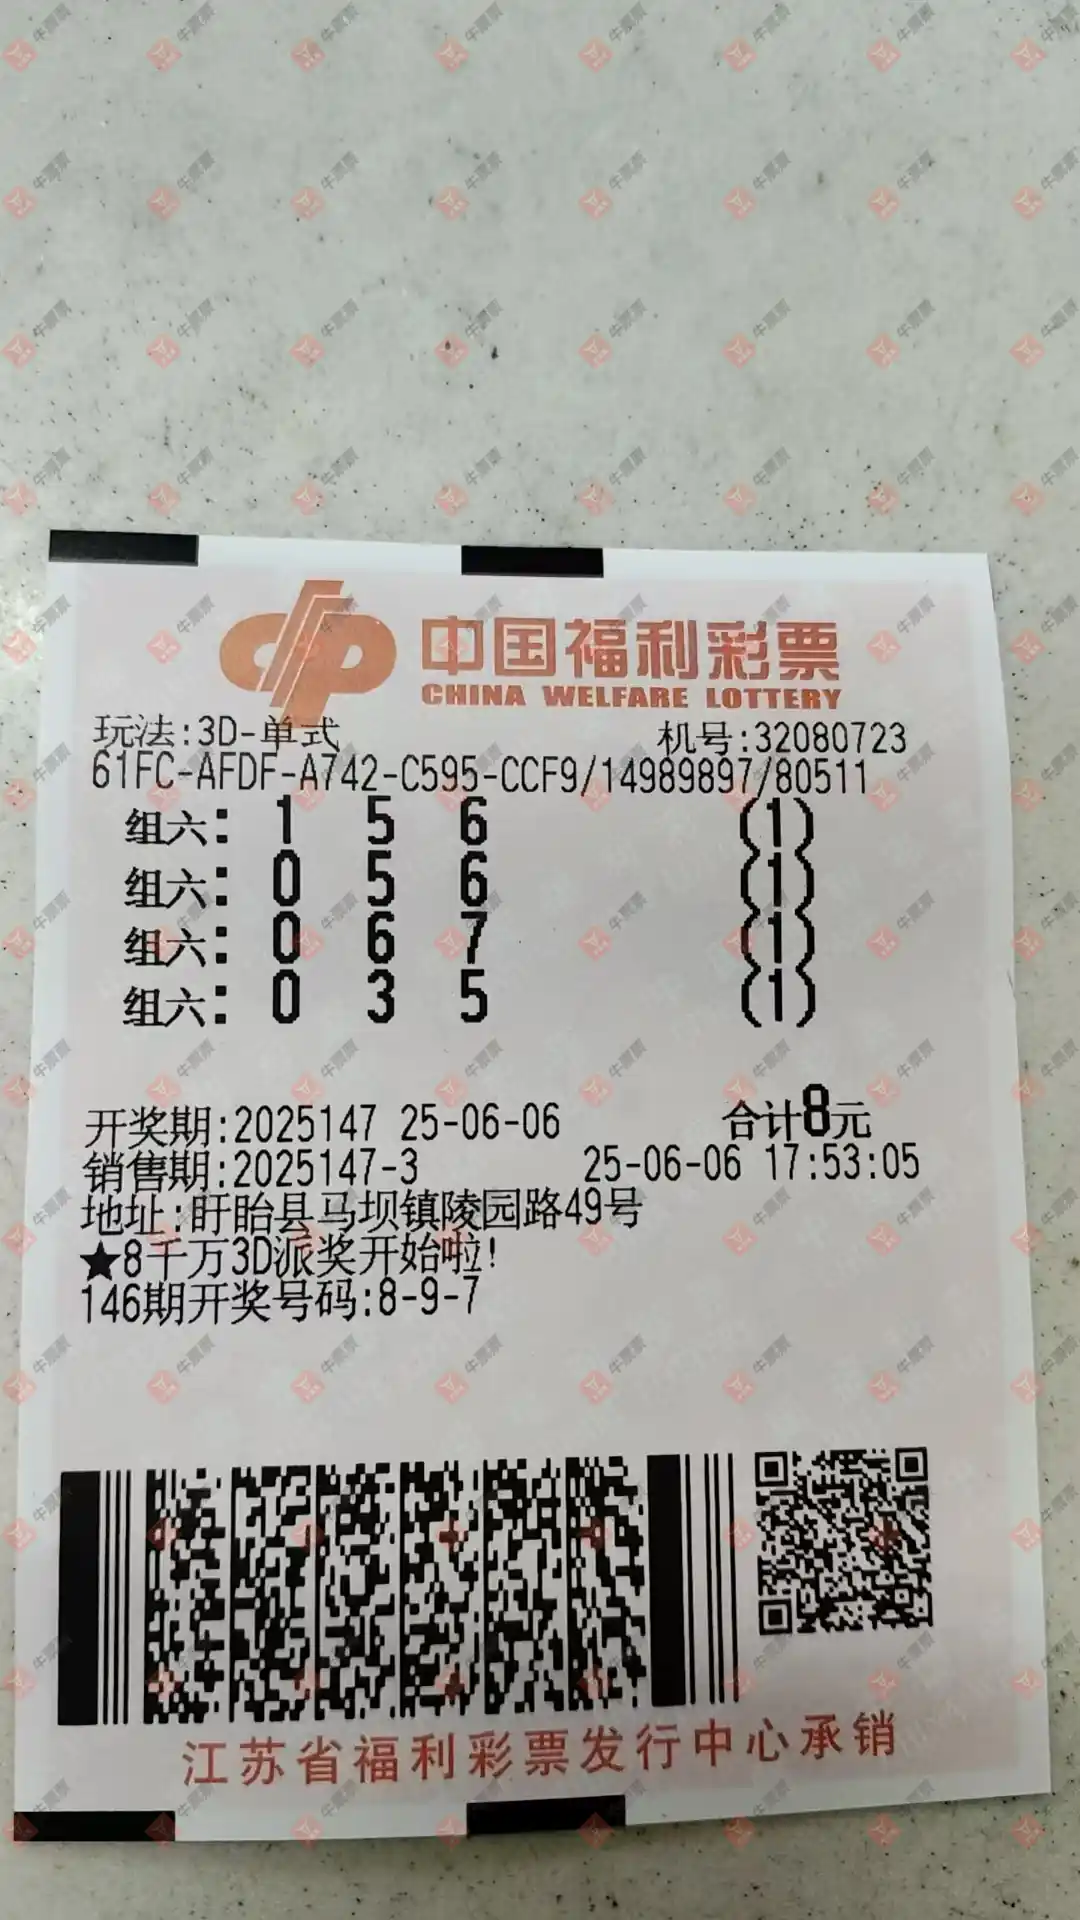 中国福利彩票
CHINA WELFARE LOTTERY
玩法:3D-单式 机号:32080723
61FC-AFDF-A742-C595-CCF9/14989897/80511
组六: 1 5 6 (1)
组六: 0 5 6 (1)
组六: 0 6 7 (1)
组六: 0 3 5 (1)
开奖期:2025147 25-06-06 合计8元
销售期:2025147-3 25-06-06 17:53:05
地址:盱眙县马坝镇陵园路49号
★8千万3D派奖开始啦!
146期开奖号码:8-9-7
江苏省福利彩票发行中心承销
牛票票